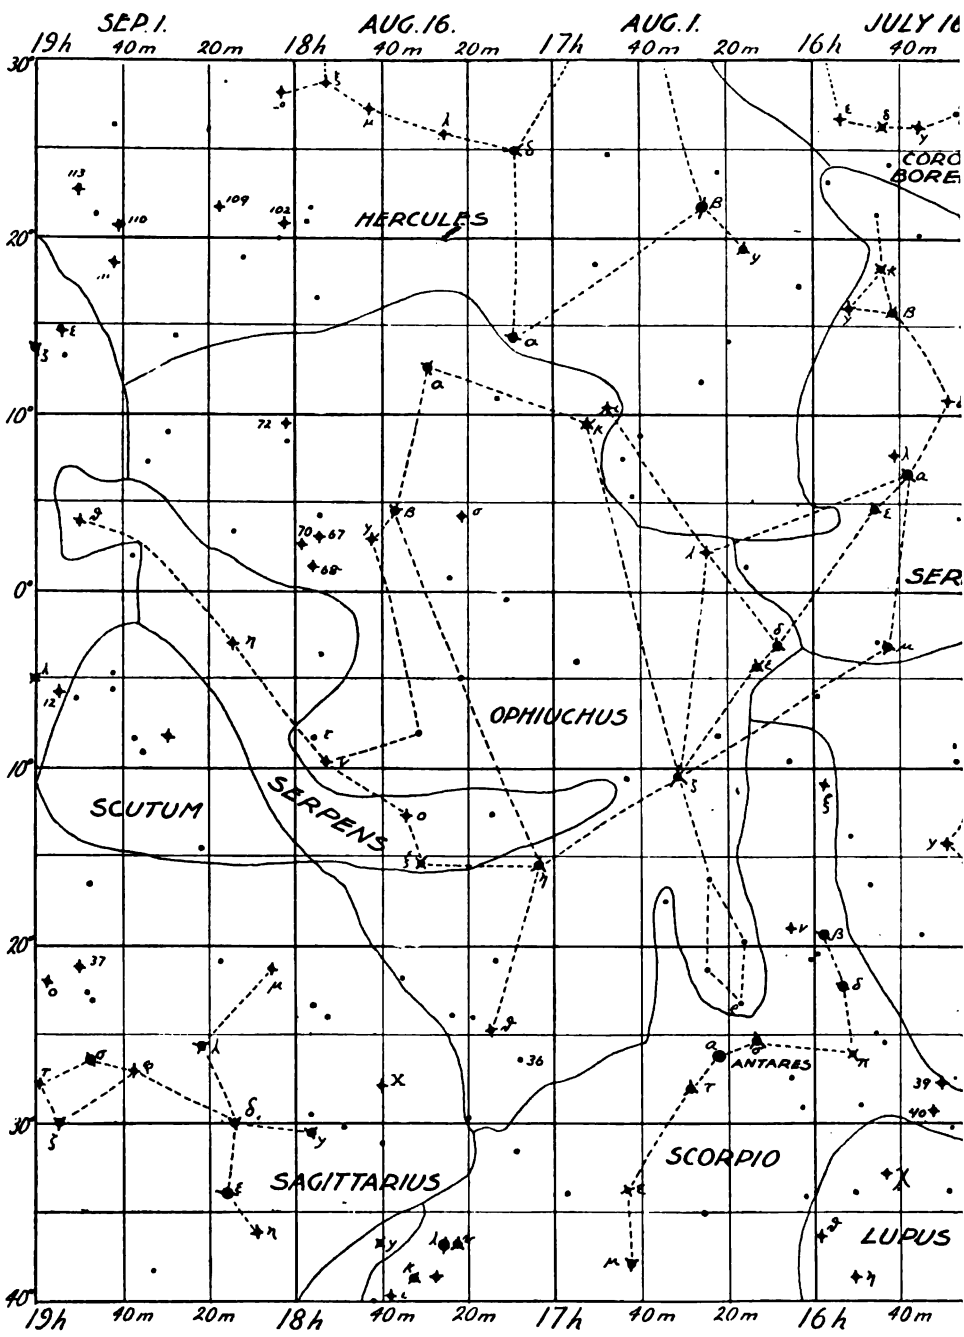 SEP. 1. AUG. 16. AUG. 1. JULY 16
19h 40m 20m 18h 40m 20m 17h 40m 20m 16h 40m
30°
ο ξ ε δ γ
μ λ δ
CORO
BORE
113
109 102 β
110 HERCULES
20°
γ
111 κ
ε γ β
ζ α
α
10° 72 κ ι
λ
α
ϑ β σ ε
γ
70 67
λ
68
SER
0°
η δ μ
λ ε
12
OPHIUCHUS
ε
ν
10° ζ
ξ
SCUTUM SERPENS ο
γ
ξ η
ν β
20°
37 μ
ο δ
ρ
ϑ
λ α σ π
σ 36 ANTARES
τ φ χ τ 39
δ 40
30°
ζ γ
SCORPIO
SAGITTARIUS χ
ε ε
η ϑ
γ λ υ LUPUS
μ
κ η
ι
40°
19h 40m 20m 18h 40m 20m 17h 40m 20m 16h 40m